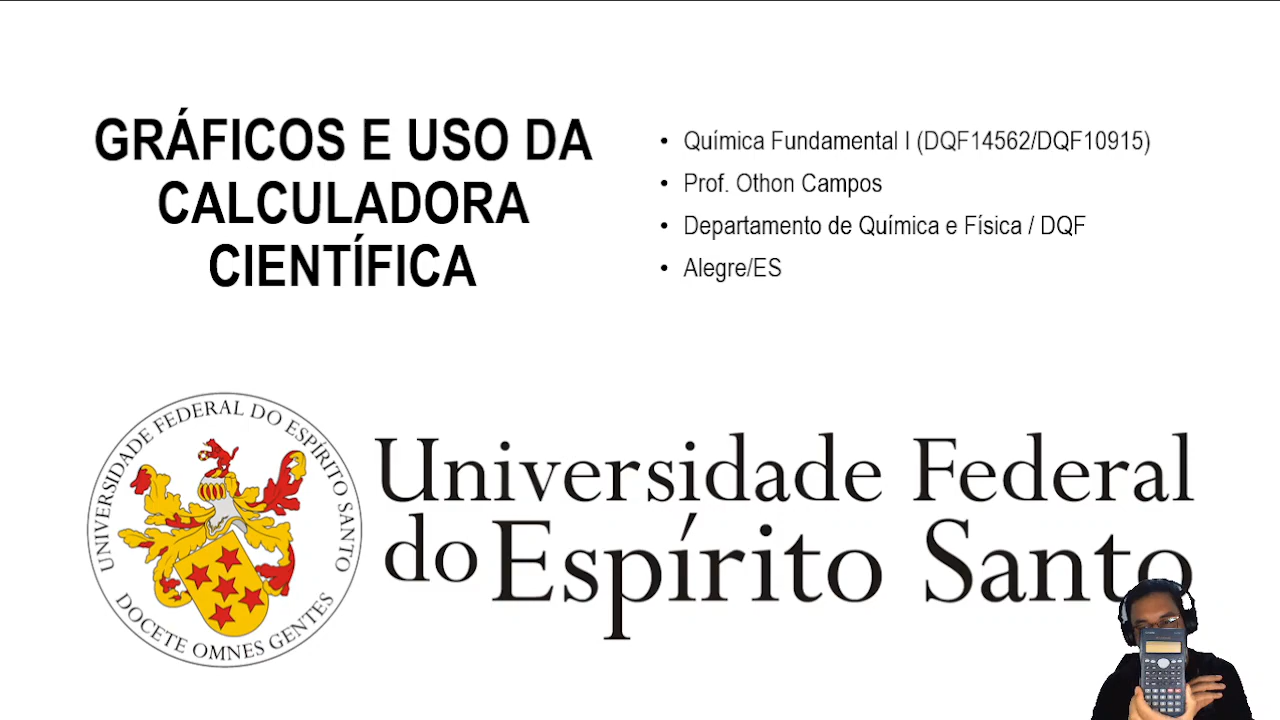 GRÁFICOS E USO DA
CALCULADORA
CIENTÍFICA
• Química Fundamental I (DQF14562/DQF10915)
• Prof. Othon Campos
• Departamento de Química e Física / DQF
• Alegre/ES
UNIVERSIDADE FEDERAL DO ESPÍRITO SANTO
DOCETE OMNES GENTES
Universidade Federal
do Espírito Santo